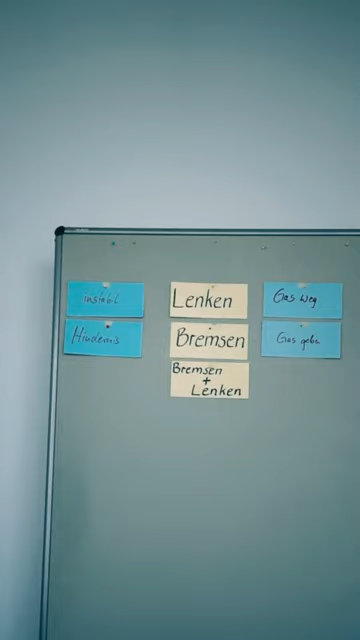 instabil
Hindernis
Lenken
Bremsen
Bremsen
+
Lenken
Gas weg
Gas geben